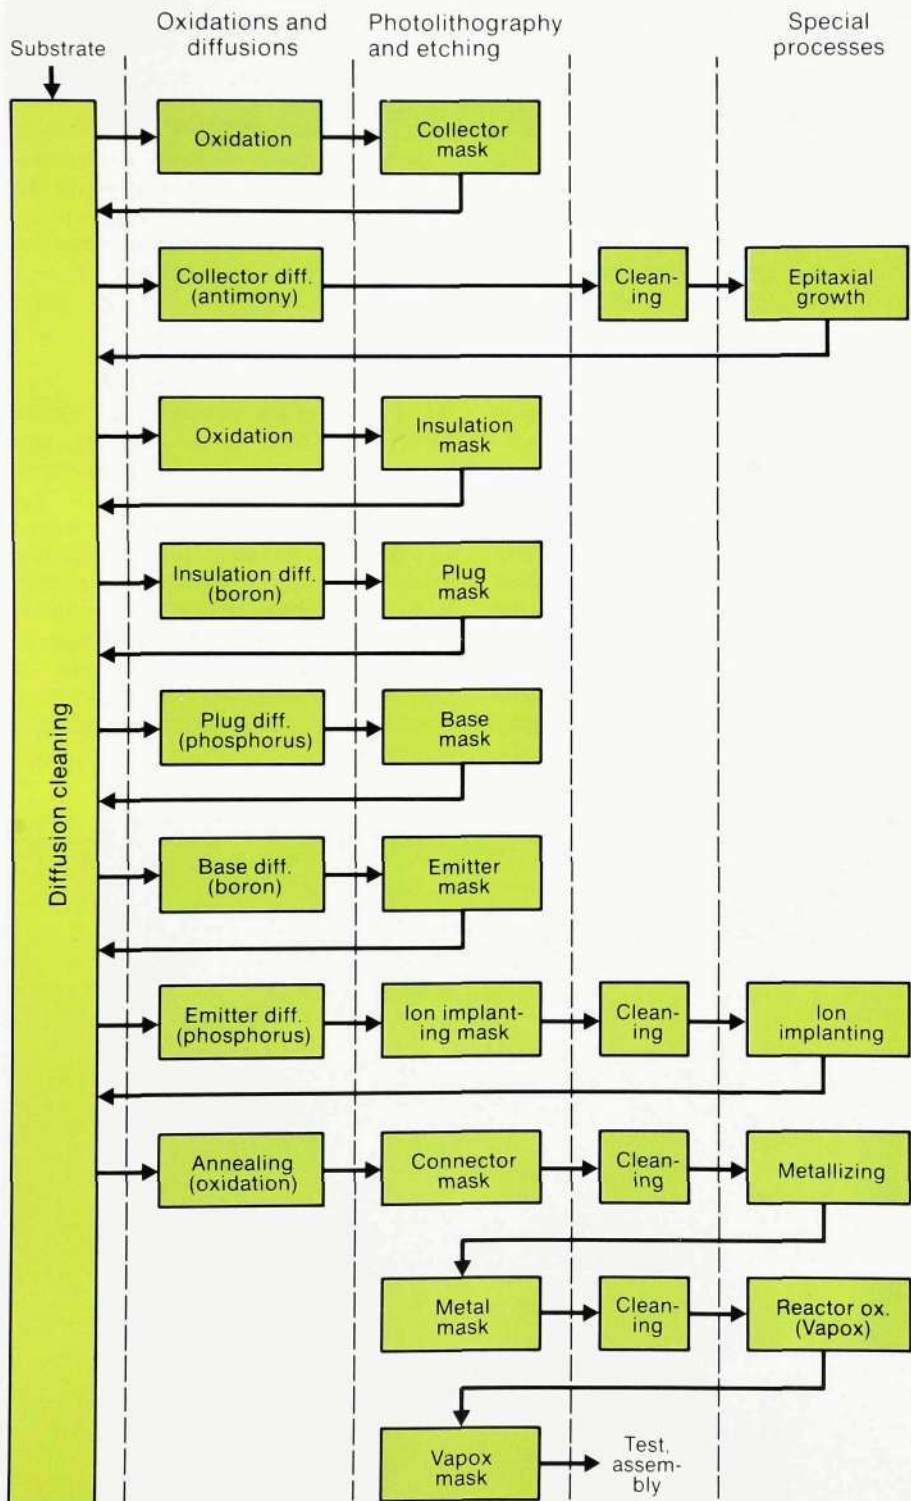 Substrate
Oxidations and
diffusions
Photolithography
and etching
Special
processes
Diffusion cleaning
Oxidation
Collector
mask
Collector diff.
(antimony)
Clean-
ing
Epitaxial
growth
Oxidation
Insulation
mask
Insulation diff.
(boron)
Plug
mask
Plug diff.
(phosphorus)
Base
mask
Base diff.
(boron)
Emitter
mask
Emitter diff.
(phosphorus)
Ion implant-
ing mask
Clean-
ing
Ion
implanting
Annealing
(oxidation)
Connector
mask
Clean-
ing
Metallizing
Metal
mask
Clean-
ing
Reactor ox.
(Vapox)
Vapox
mask
Test,
assem-
bly